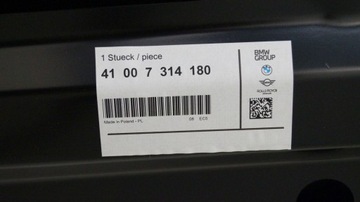 1 Stueck / piece
BMW
GROUP
41 00 7 314 180
Made in Poland - PL